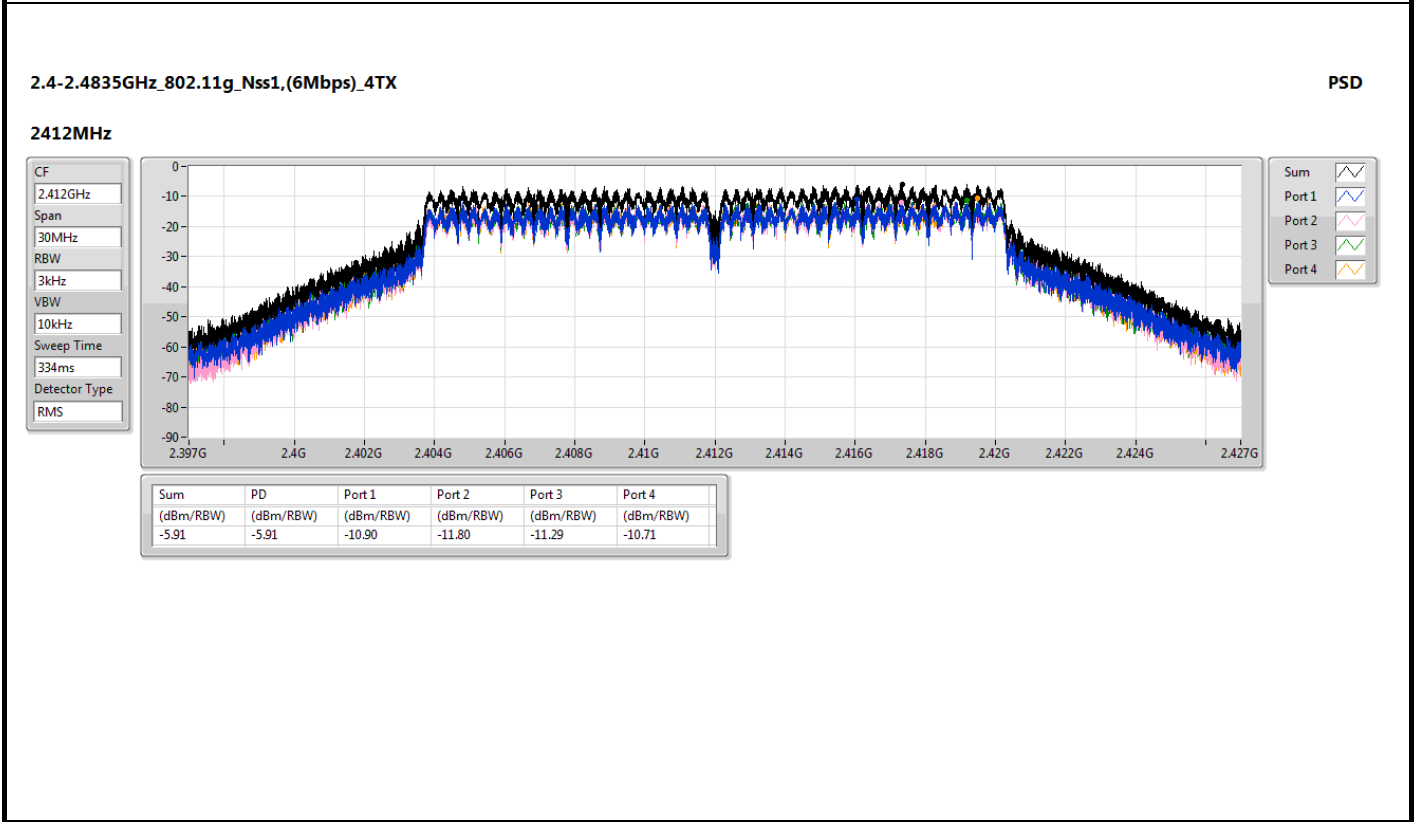 2.4-2.4835GHz_802.11g_Nss1,(6Mbps)_4TX
PSD
2412MHz
CF
2.412GHz
Span
30MHz
RBW
3kHz
VBW
10kHz
Sweep Time
334ms
Detector Type
RMS
0
-10
-20
-30
-40
-50
-60
-70
-80
-90
2.397G 2.4G 2.402G 2.404G 2.406G 2.408G 2.41G 2.412G 2.414G 2.416G 2.418G 2.42G 2.422G 2.424G 2.427G
Sum
Port 1
Port 2
Port 3
Port 4
Sum PD Port 1 Port 2 Port 3 Port 4
(dBm/RBW) (dBm/RBW) (dBm/RBW) (dBm/RBW) (dBm/RBW) (dBm/RBW)
-5.91 -5.91 -10.90 -11.80 -11.29 -10.71